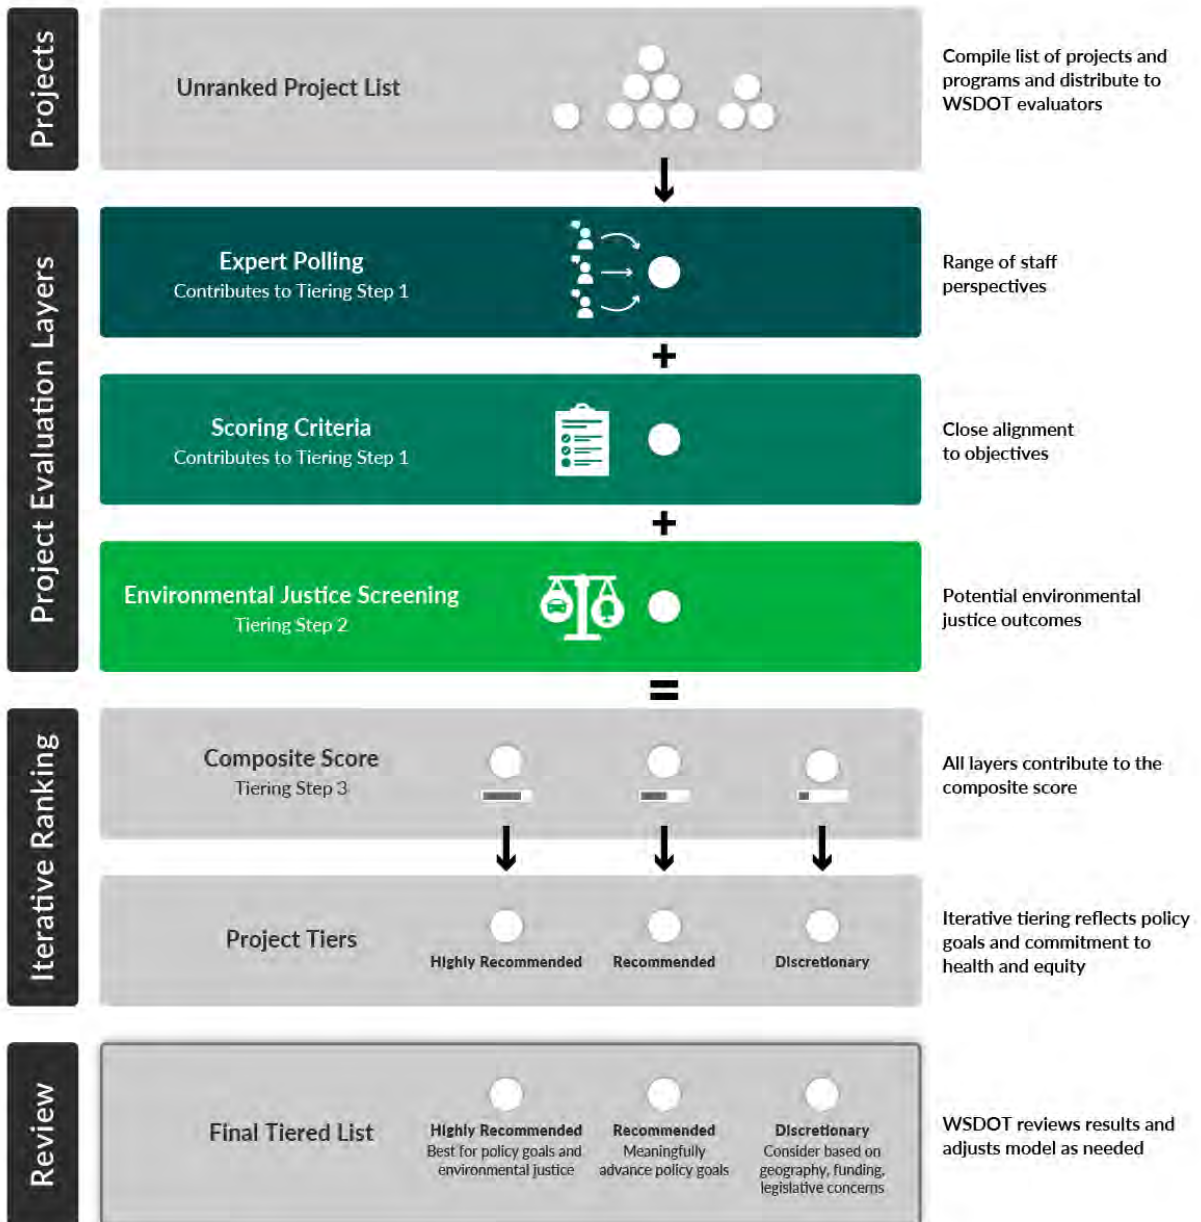 Projects
Unranked Project List
Compile list of projects and
programs and distribute to
WSDOT evaluators
Project Evaluation Layers
Expert Polling
Contributes to Tiering Step 1
Range of staff
perspectives
+
Scoring Criteria
Contributes to Tiering Step 1
Close alignment
to objectives
+
Environmental Justice Screening
Tiering Step 2
Potential environmental
justice outcomes
=
Iterative Ranking
Composite Score
Tiering Step 3
All layers contribute to the
composite score
Project Tiers
Highly Recommended
Recommended
Discretionary
Iterative tiering reflects policy
goals and commitment to
health and equity
Review
Final Tiered List
Highly Recommended
Best for policy goals and
environmental justice
Recommended
Meaningfully
advance policy goals
Discretionary
Consider based on
geography, funding,
legislative concerns
WSDOT reviews results and
adjusts model as needed